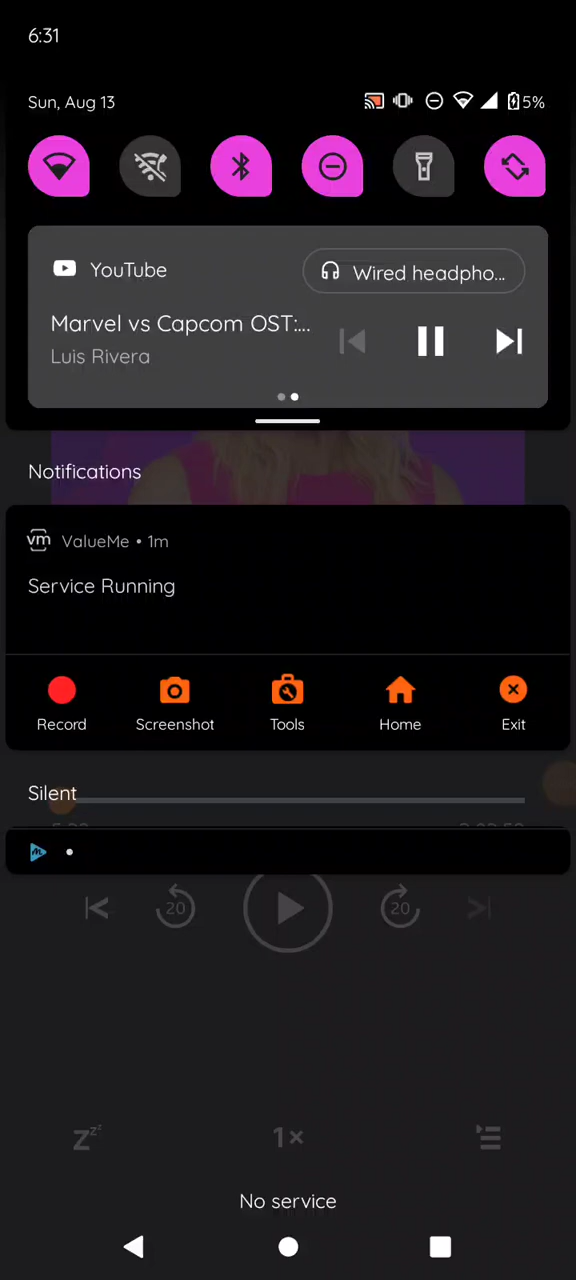 6:31
Sun, Aug 13
5%
YouTube
Wired headpho...
Marvel vs Capcom OST:...
Luis Rivera
Notifications
vm ValueMe • 1m
Service Running
Record Screenshot Tools Home Exit
Silent
20 20
1×
No service